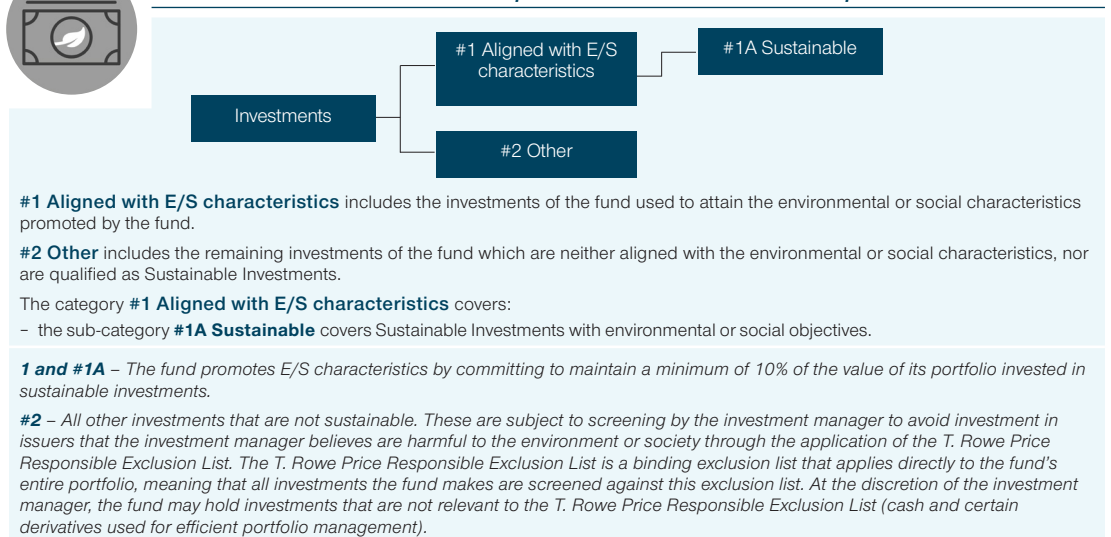 #1 Aligned with E/S
characteristics
#1A Sustainable
Investments
#2 Other
#1 Aligned with E/S characteristics includes the investments of the fund used to attain the environmental or social characteristics
promoted by the fund.
#2 Other includes the remaining investments of the fund which are neither aligned with the environmental or social characteristics, nor
are qualified as Sustainable Investments.
The category #1 Aligned with E/S characteristics covers:
– the sub-category #1A Sustainable covers Sustainable Investments with environmental or social objectives.
1 and #1A – The fund promotes E/S characteristics by committing to maintain a minimum of 10% of the value of its portfolio invested in
sustainable investments.
#2 – All other investments that are not sustainable. These are subject to screening by the investment manager to avoid investment in
issuers that the investment manager believes are harmful to the environment or society through the application of the T. Rowe Price
Responsible Exclusion List. The T. Rowe Price Responsible Exclusion List is a binding exclusion list that applies directly to the fund's
entire portfolio, meaning that all investments the fund makes are screened against this exclusion list. At the discretion of the investment
manager, the fund may hold investments that are not relevant to the T. Rowe Price Responsible Exclusion List (cash and certain
derivatives used for efficient portfolio management).